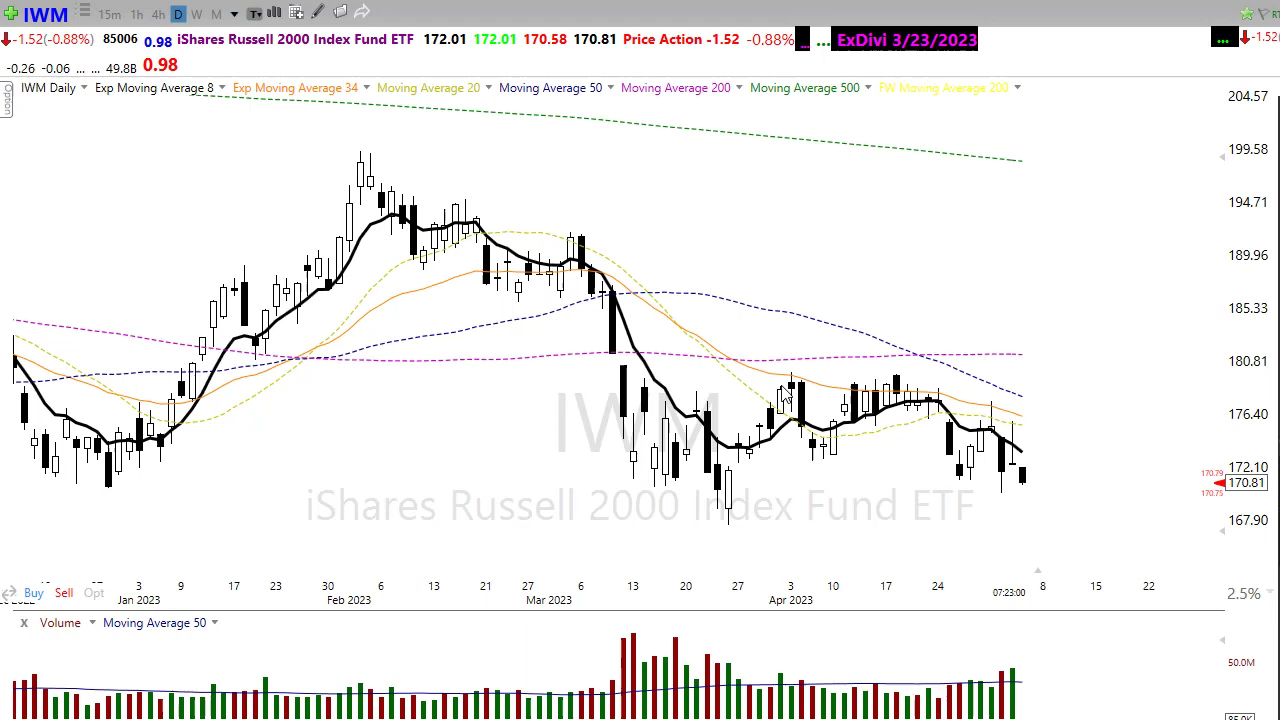 IWM 15m 1h 4h D W M
-1.52(-0.88%) 85006 0.98 iShares Russell 2000 Index Fund ETF 172.01 172.01 170.58 170.81 Price Action -1.52 -0.88% ... ... ExDivi 3/23/2023 ... -1.52
-0.26 -0.06 ... ... 49.8B 0.98
Option
IWM Daily Exp Moving Average 8 Exp Moving Average 34 Moving Average 20 Moving Average 50 Moving Average 200 Moving Average 500 FW Moving Average 200
204.57
199.58
194.71
189.96
185.33
180.81
176.40
172.10
170.79
170.81
170.75
167.90
IWM
iShares Russell 2000 Index Fund ETF
3 9 17 23 30 6 13 21 27 6 13 20 27 3 10 17 24 8 15 22
Buy Sell Opt Jan 2023 Feb 2023 Mar 2023 Apr 2023 07:23:00 2.5%
X Volume Moving Average 50
50.0M